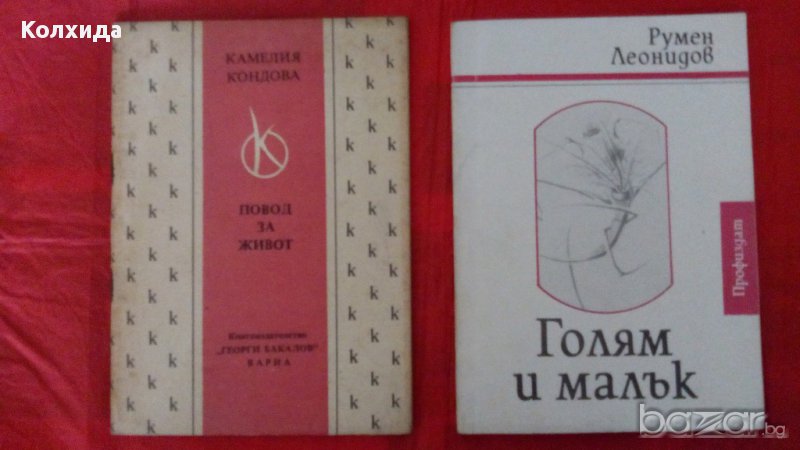 Колхида
КАМЕЛИЯ
КОНДОВА
K
ПОВОД
ЗА
ЖИВОТ
Книгоиздателство
„ГЕОРГИ БАКАЛОВ"
ВАРНА
Румен
Леонидов
Профиздат
Голям
и малък
bazar.bg